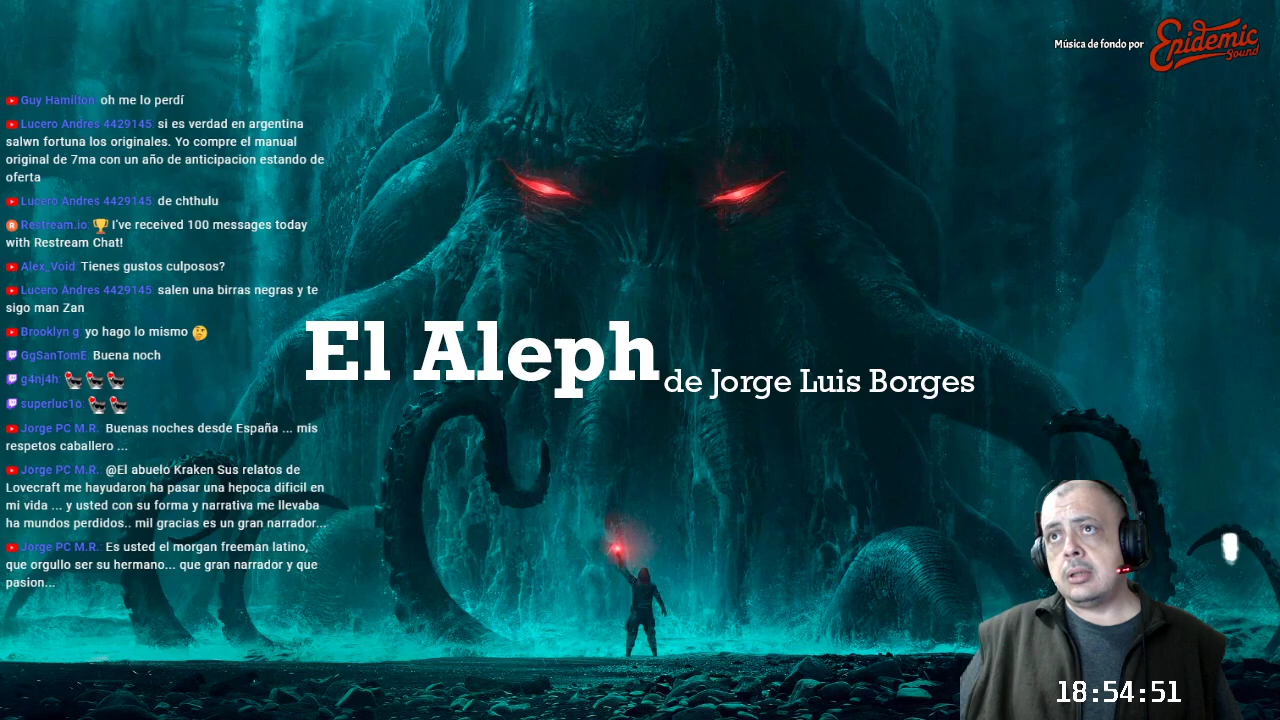 Música de fondo por Epidemic Sound
Guy Hamilton: oh me lo perdí
Lucero Andres 4429145: si es verdad en argentina
salwn fortuna los originales. Yo compre el manual
original de 7ma con un año de anticipacion estando de
oferta
Lucero Andres 4429145: de chthulu
Restream.io: 🏆 I've received 100 messages today
with Restream Chat!
Alex_Void: Tienes gustos culposos?
Lucero Andres 4429145: salen una birras negras y te
sigo man Zan
Brooklyn g: yo hago lo mismo 🤔
GgSanTomE: Buena noch
g4nj4h:
superluc1o:
Jorge PC M.R.: Buenas noches desde España ... mis
respetos caballero ...
Jorge PC M.R.: @El abuelo Kraken Sus relatos de
Lovecraft me hayudaron ha pasar una hepoca dificil en
mi vida ... y usted con su forma y narrativa me llevaba
ha mundos perdidos.. mil gracias es un gran narrador...
Jorge PC M.R.: Es usted el morgan freeman latino,
que orgullo ser su hermano... que gran narrador y que
pasion...
El Aleph de Jorge Luis Borges
18:54:51